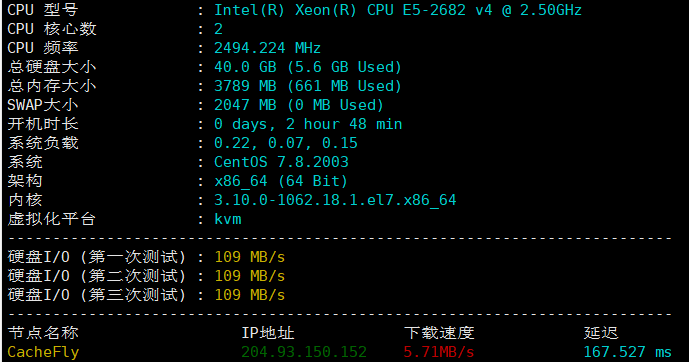 CPU 型号 : Intel(R) Xeon(R) CPU E5-2682 v4 @ 2.50GHz
CPU 核心数 : 2
CPU 频率 : 2494.224 MHz
总硬盘大小 : 40.0 GB (5.6 GB Used)
总内存大小 : 3789 MB (661 MB Used)
SWAP大小 : 2047 MB (0 MB Used)
开机时长 : 0 days, 2 hour 48 min
系统负载 : 0.22, 0.07, 0.15
系统 : CentOS 7.8.2003
架构 : x86_64 (64 Bit)
内核 : 3.10.0-1062.18.1.el7.x86_64
虚拟化平台 : kvm
----------------------------------------------------------------------
硬盘I/O (第一次测试) : 109 MB/s
硬盘I/O (第二次测试) : 109 MB/s
硬盘I/O (第三次测试) : 109 MB/s
----------------------------------------------------------------------
节点名称 IP地址 下载速度 延迟
CacheFly 204.93.150.152 5.71MB/s 167.527 ms